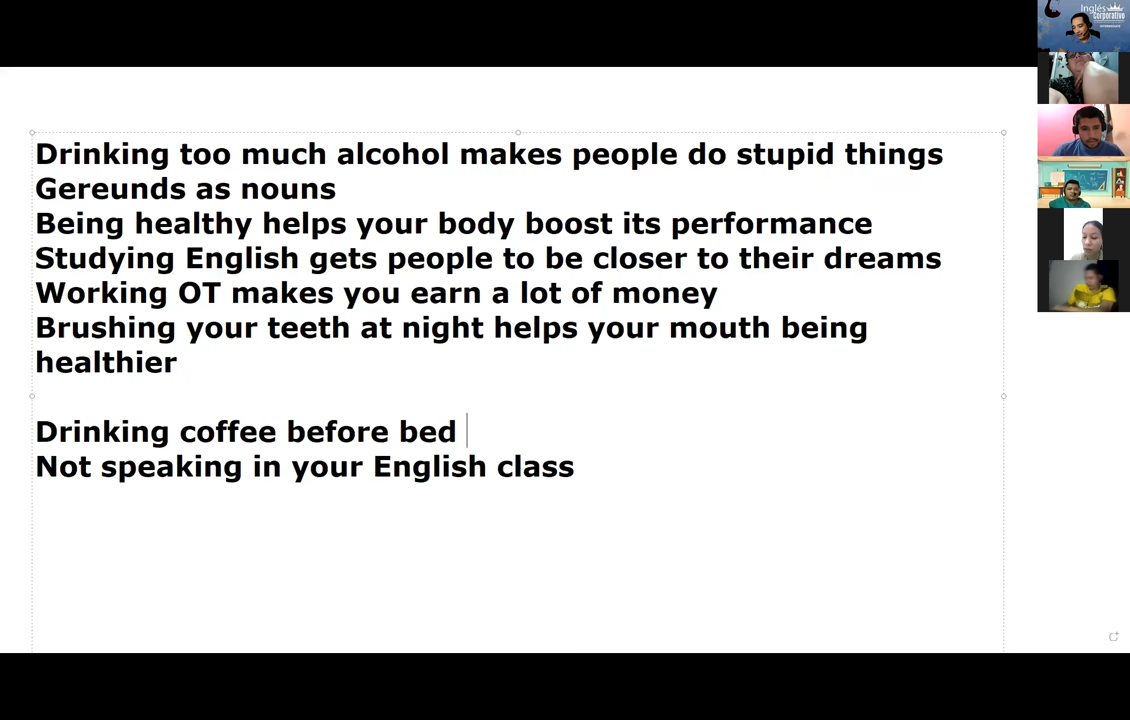 Drinking too much alcohol makes people do stupid things
Gereunds as nouns
Being healthy helps your body boost its performance
Studying English gets people to be closer to their dreams
Working OT makes you earn a lot of money
Brushing your teeth at night helps your mouth being
healthier
Drinking coffee before bed
Not speaking in your English class
Inglés
Corporativo